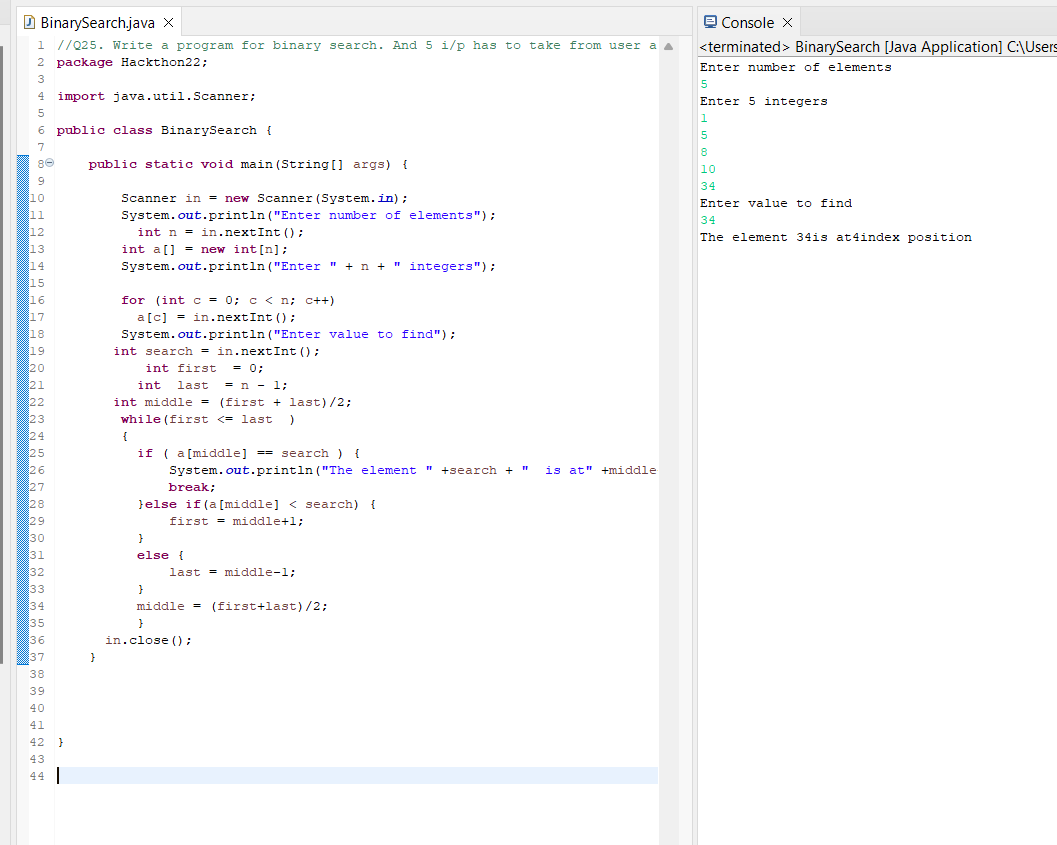 BinarySearch.java
1 //Q25. Write a program for binary search. And 5 i/p has to take from user a
2 package Hackthon22;
3
4 import java.util.Scanner;
5
6 public class BinarySearch {
7
8 public static void main(String[] args) {
9
10 Scanner in = new Scanner(System.in);
11 System.out.println("Enter number of elements");
12 int n = in.nextInt();
13 int a[] = new int[n];
14 System.out.println("Enter " + n + " integers");
15
16 for (int c = 0; c < n; c++)
17 a[c] = in.nextInt();
18 System.out.println("Enter value to find");
19 int search = in.nextInt();
20 int first  = 0;
21 int  last  = n - 1;
22 int middle = (first + last)/2;
23 while(first <= last  )
24 {
25 if ( a[middle] == search ) {
26 System.out.println("The element " +search + "  is at" +middle
27 break;
28 }else if(a[middle] < search) {
29 first = middle+1;
30 }
31 else {
32 last = middle-1;
33 }
34 middle = (first+last)/2;
35 }
36 in.close();
37 }
38
39
40
41
42 }
43
44
Console
<terminated> BinarySearch [Java Application] C:\Users
Enter number of elements
5
Enter 5 integers
1
5
8
10
34
Enter value to find
34
The element 34is at4index position